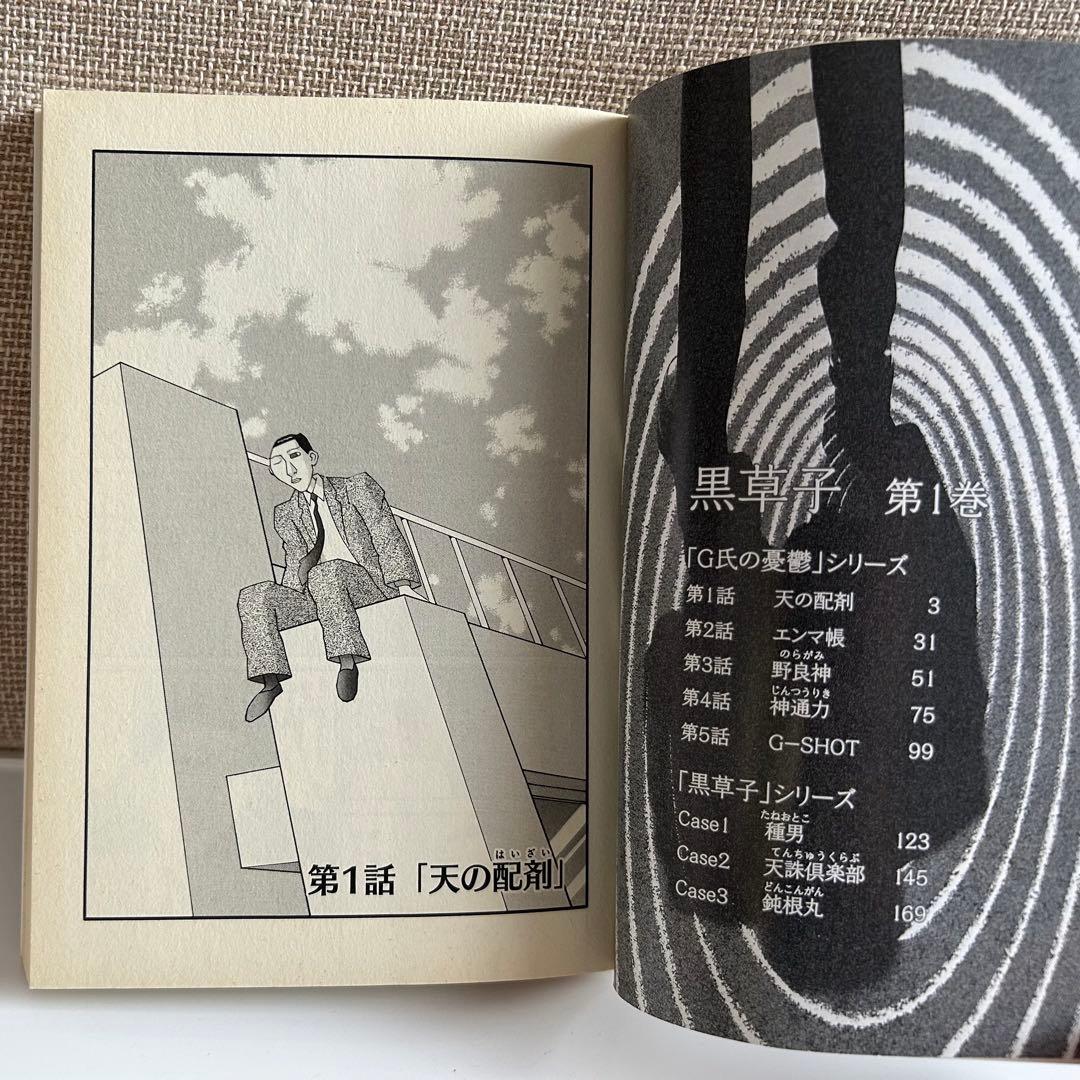 黒草子 第1巻
「G氏の憂鬱」シリーズ
第1話 天の配剤 3
第2話 エンマ帳 31
のらがみ
第3話 野良神 51
じんつうりき
第4話 神通力 75
第5話 G-SHOT 99
「黒草子」シリーズ
たねおとこ
Case1 種男 123
てんちゅうくらぶ
Case2 天誅倶楽部 145
どんこんがん
Case3 鈍根丸 169
はいざい
第1話「天の配剤」